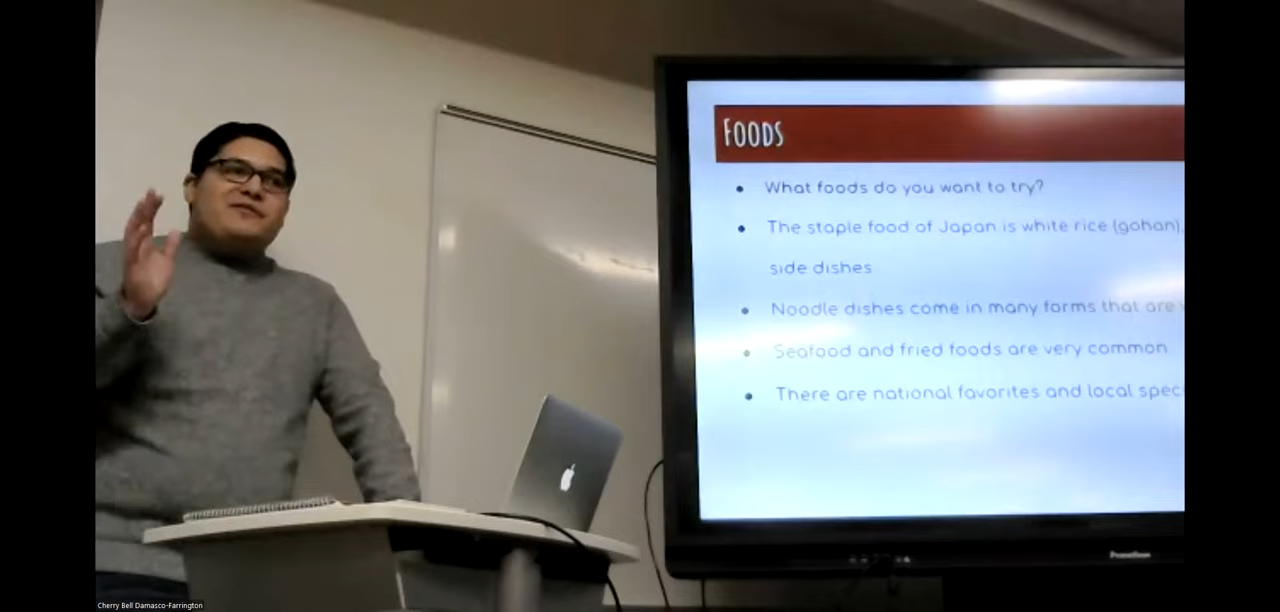 Foods
What foods do you want to try?
The staple food of Japan is white rice (gohan),
side dishes
Noodle dishes come in many forms that are
Seafood and fried foods are very common
There are national favorites and local spec
Promethean
Cherry Bell Damasco-Farrington